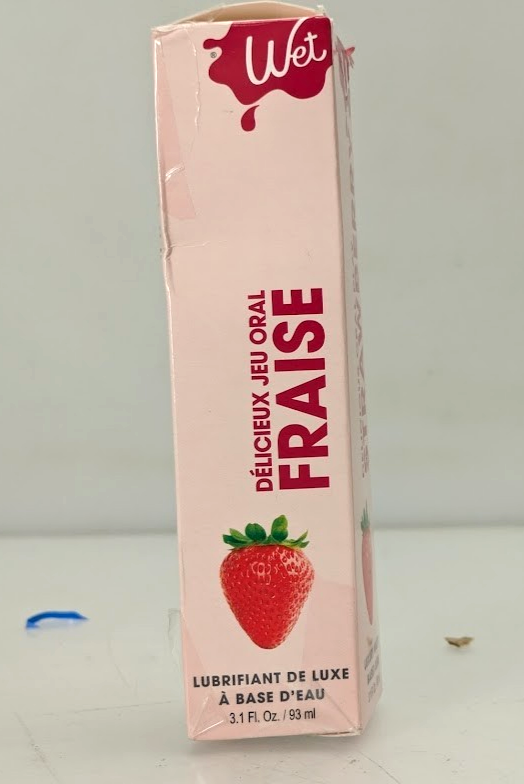 Wet
®
DÉLICIEUX JEU ORAL
FRAISE
LUBRIFIANT DE LUXE
À BASE D'EAU
3.1 Fl. Oz. / 93 ml